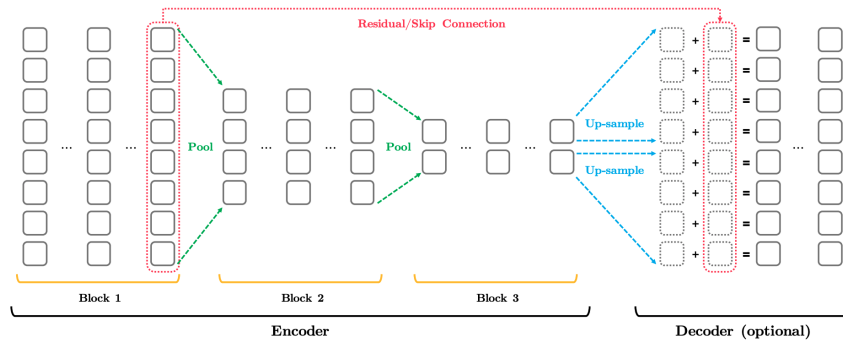 Residual/Skip Connection
+ =
+ =
+ =
Up-sample
... ... + = 
Pool ... ... Pool ... ... + = ...
Up-sample
+ =
+ =
+ =
Block 1 Block 2 Block 3
Encoder Decoder (optional)